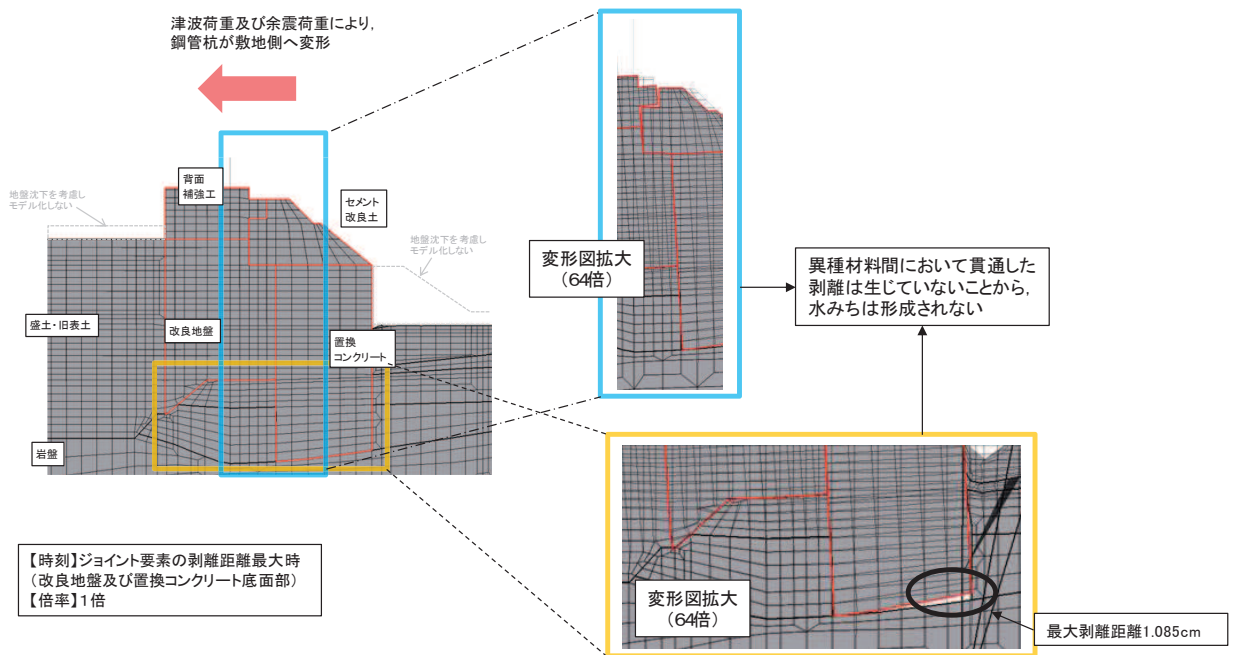 津波荷重及び余震荷重により,
鋼管杭が敷地側へ変形
背面
補強工
地盤沈下を考慮し
モデル化しない
セメント
改良土
地盤沈下を考慮し
モデル化しない
盛土・旧表土
改良地盤
置換
コンクリート
岩盤
変形図拡大
(64倍)
異種材料間において貫通した
剥離は生じていないことから,
水みちは形成されない
変形図拡大
(64倍)
最大剥離距離1.085cm
【時刻】ジョイント要素の剥離距離最大時
(改良地盤及び置換コンクリート底面部)
【倍率】1倍